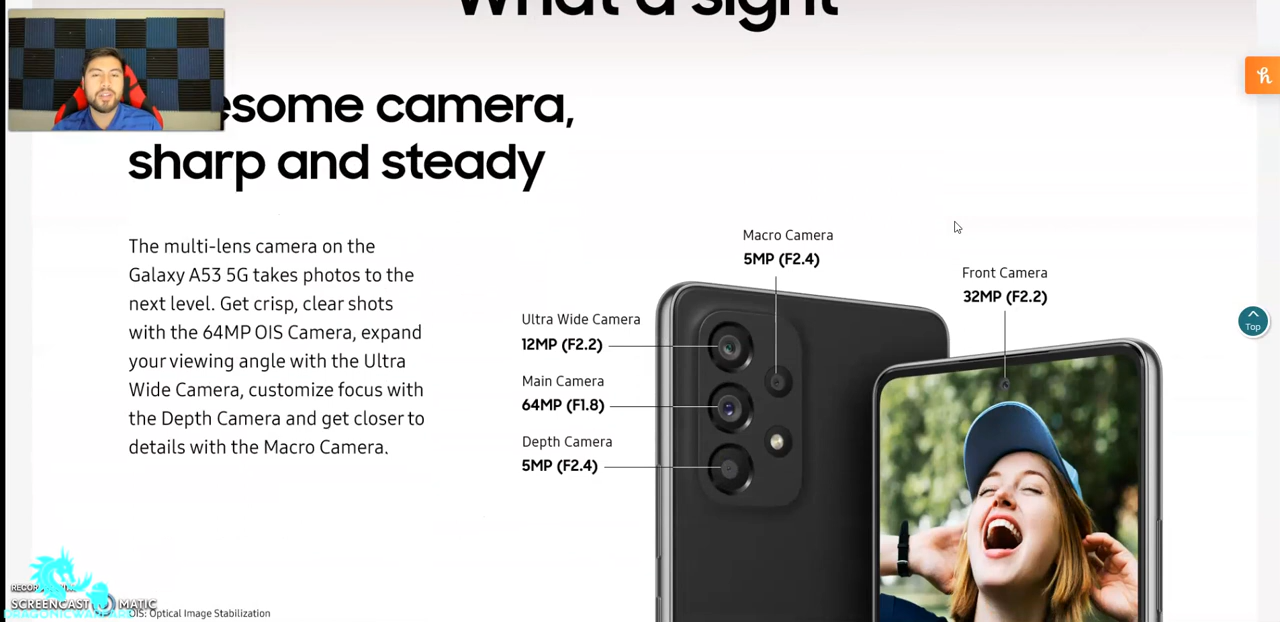 What a sight
esome camera,
sharp and steady
The multi-lens camera on the
Galaxy A53 5G takes photos to the
next level. Get crisp, clear shots
with the 64MP OIS Camera, expand
your viewing angle with the Ultra
Wide Camera, customize focus with
the Depth Camera and get closer to
details with the Macro Camera.
Macro Camera
5MP (F2.4)
Front Camera
32MP (F2.2)
Ultra Wide Camera
12MP (F2.2)
Main Camera
64MP (F1.8)
Depth Camera
5MP (F2.4)
h
Top
SCREENCAST MATIC
OIS: Optical Image Stabilization